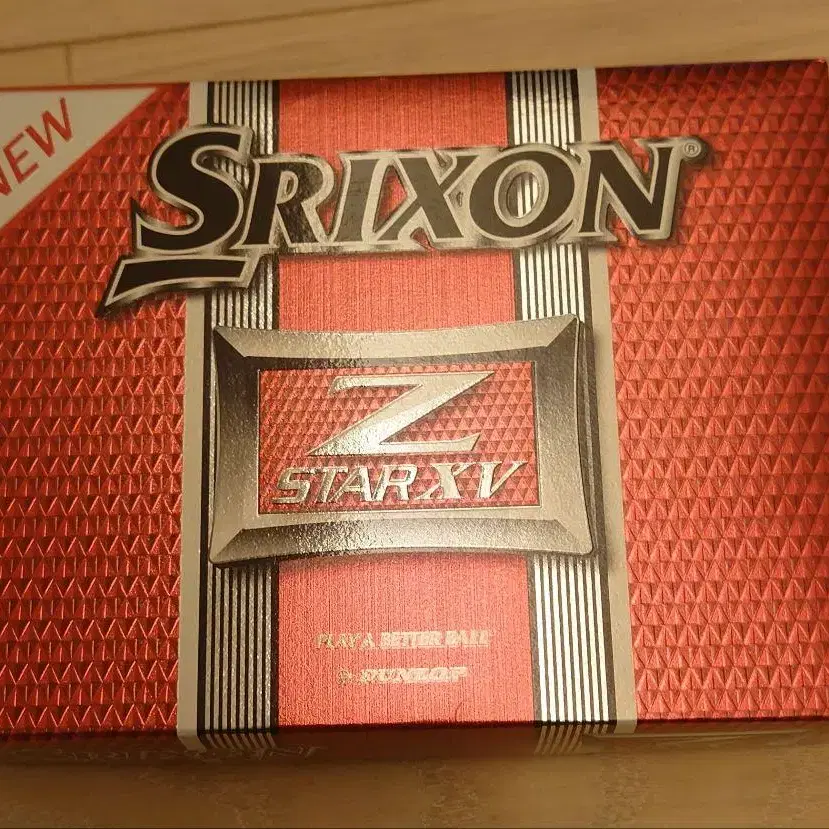 NEW
SRIXON®
Z
STAR XV
PLAY A BETTER BALL
DUNLOP